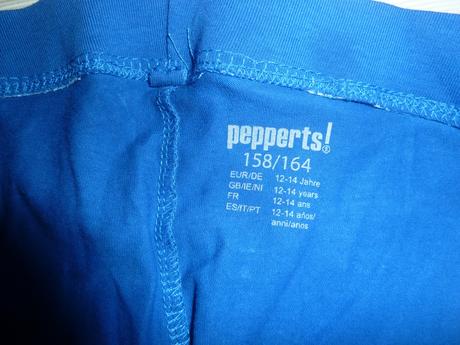 pepperts!®
158/164
EUR/DE 12-14 Jahre
GB/IE/NI 12-14 years
FR 12-14 ans
ES/IT/PT 12-14 años/
anni/anos